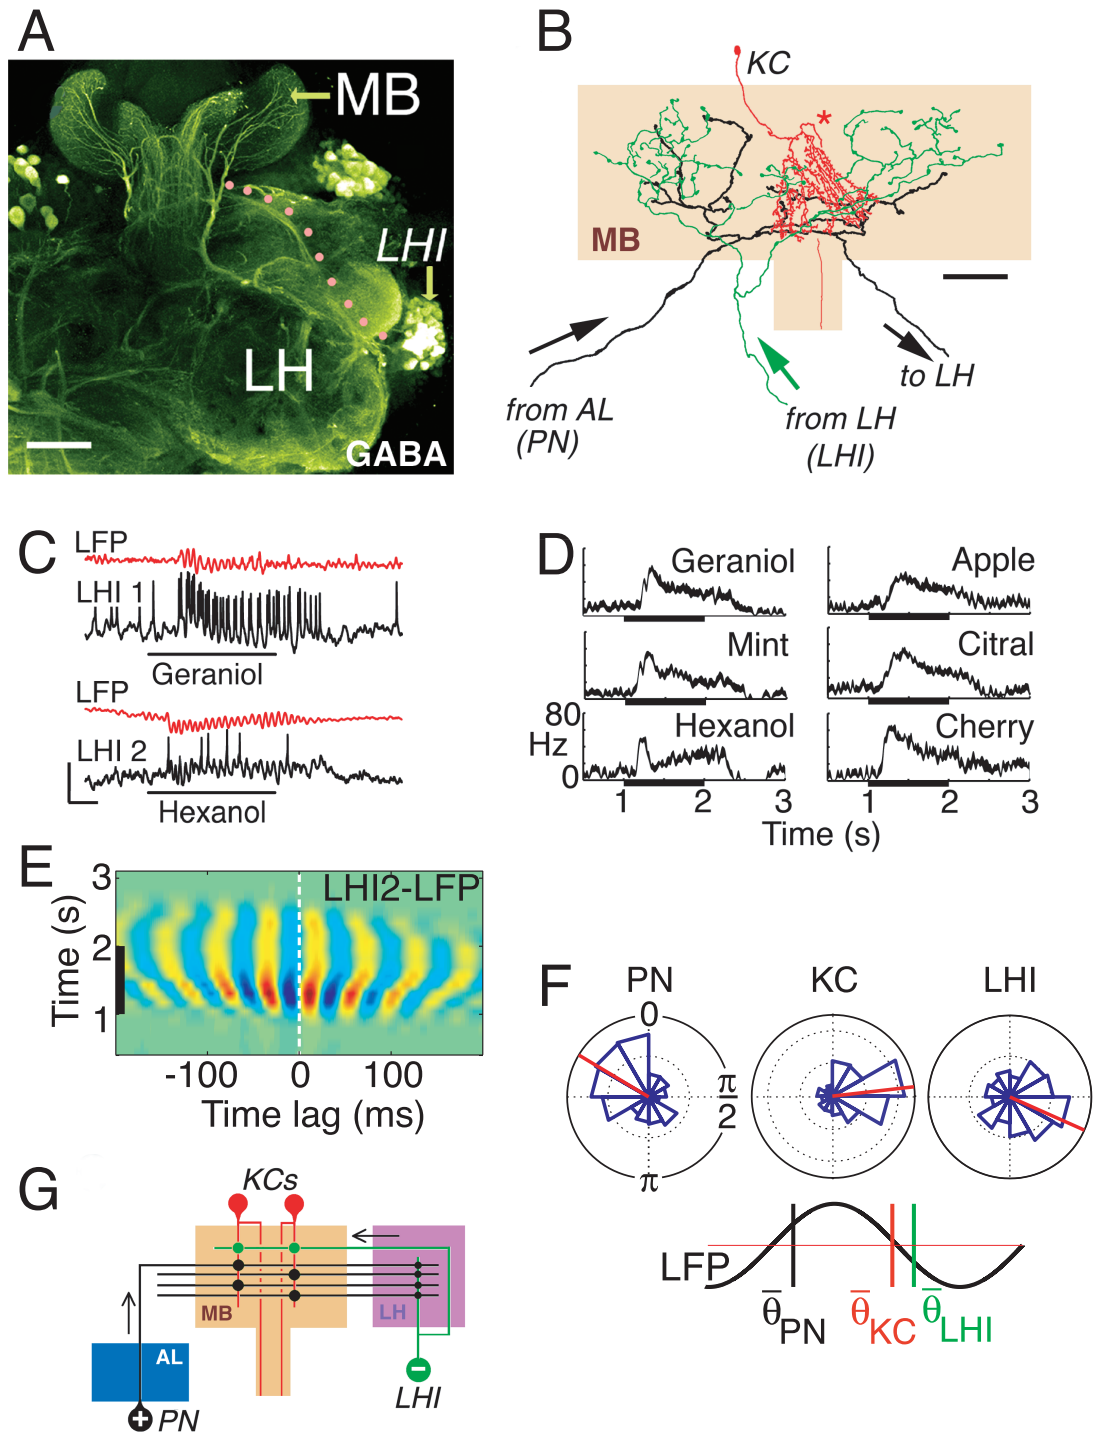 A
MB
LHI
LH
GABA
B
KC
*
MB
from AL
(PN)
from LH
(LHI)
to LH
C
LFP
LHI 1
Geraniol
LFP
LHI 2
Hexanol
D
Geraniol
Apple
Mint
Citral
80
Hz
0
Hexanol
Cherry
1 2 3
1 2 3
Time (s)
E
LHI2-LFP
3
2
1
Time (s)
-100 0 100
Time lag (ms)
F
PN KC LHI
0
π
2
π
LFP
θ̄PN
θ̄KC
θ̄LHI
G
KCs
MB
LH
AL
+ PN
−
LHI